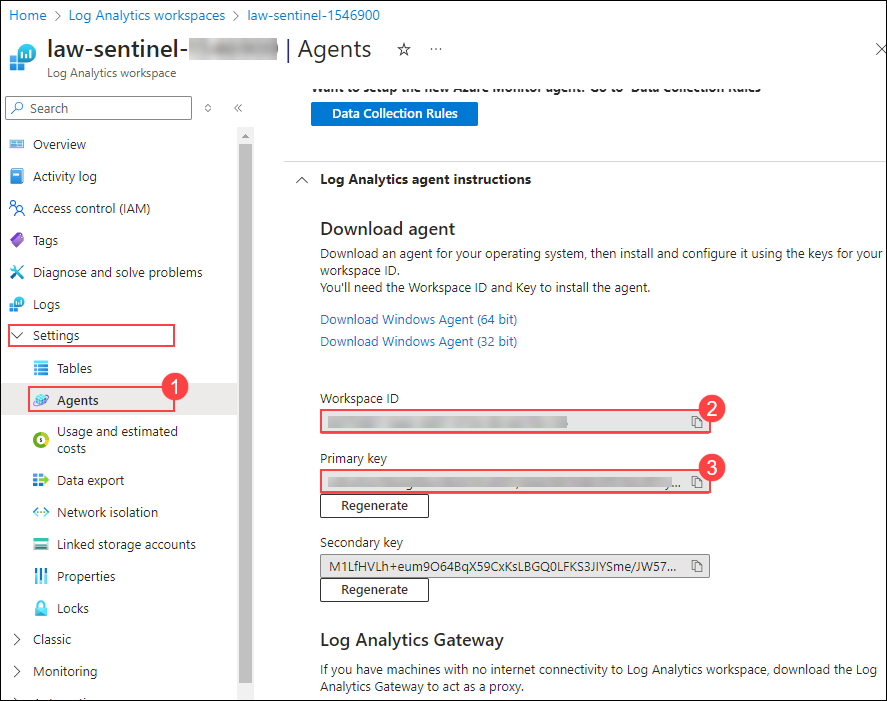 Home > Log Analytics workspaces > law-sentinel-1546900
law-sentinel- | Agents
Log Analytics workspace
Search
Overview
Activity log
Access control (IAM)
Tags
Diagnose and solve problems
Logs
Settings
Tables
Agents
1
Usage and estimated
costs
Data export
Network isolation
Linked storage accounts
Properties
Locks
Classic
Monitoring
Want to setup the new Azure Monitor agent? Go to 'Data Collection Rules'
Data Collection Rules
Log Analytics agent instructions
Download agent
Download an agent for your operating system, then install and configure it using the keys for your
workspace ID.
You'll need the Workspace ID and Key to install the agent.
Download Windows Agent (64 bit)
Download Windows Agent (32 bit)
Workspace ID
2
Primary key
3
Regenerate
Secondary key
M1LfHVLh+eum9O64BqX59CxKsLBGQ0LFKS3JIYSme/JW57...
Regenerate
Log Analytics Gateway
If you have machines with no internet connectivity to Log Analytics workspace, download the Log
Analytics Gateway to act as a proxy.